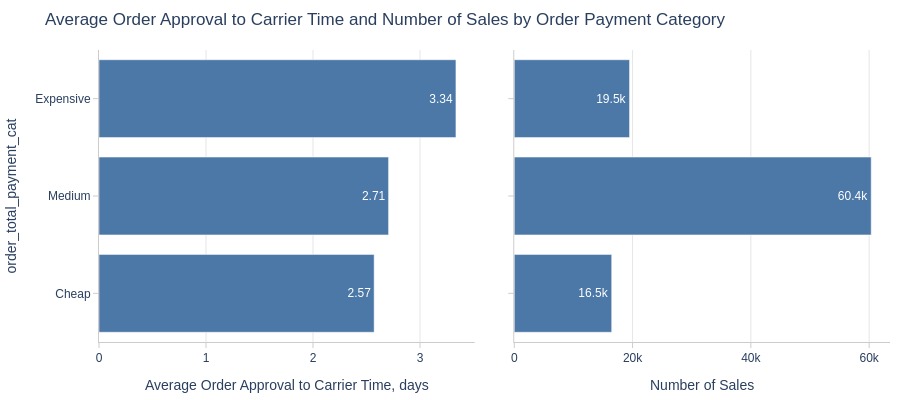 Average Order Approval to Carrier Time and Number of Sales by Order Payment Category
order_total_payment_cat
Expensive
3.34
19.5k
Medium
2.71
60.4k
Cheap
2.57
16.5k
0 1 2 3
0 20k 40k 60k
Average Order Approval to Carrier Time, days
Number of Sales